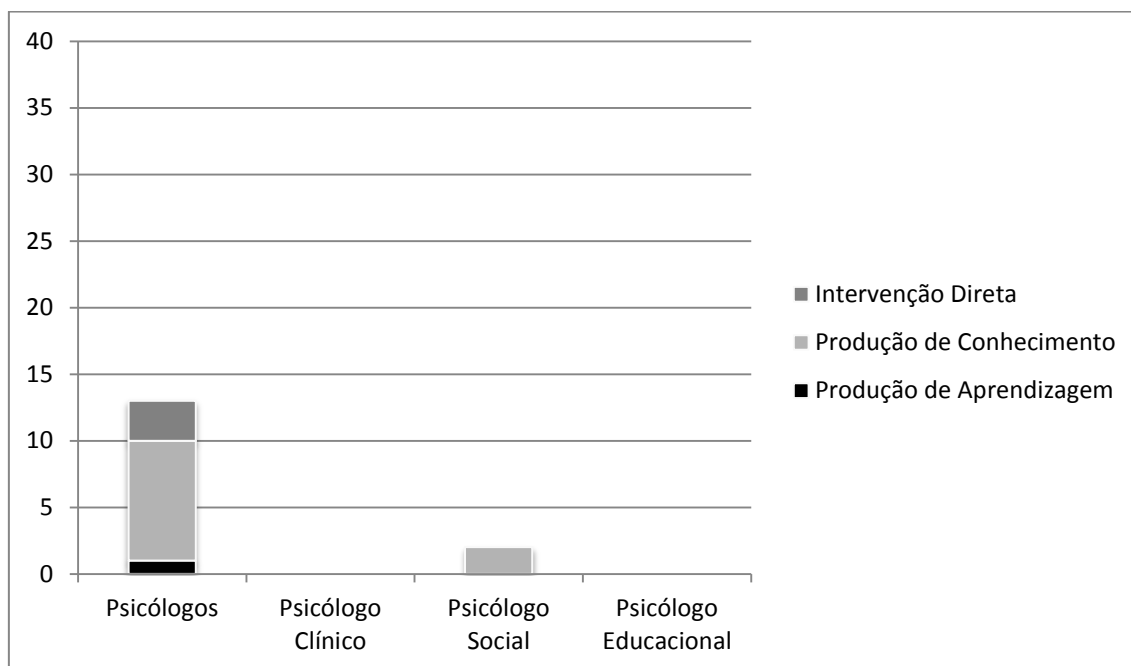 40
35
30
25
20
15
10
5
0
Psicólogos
Psicólogo
Clínico
Psicólogo
Social
Psicólogo
Educacional
Intervenção Direta
Produção de Conhecimento
Produção de Aprendizagem